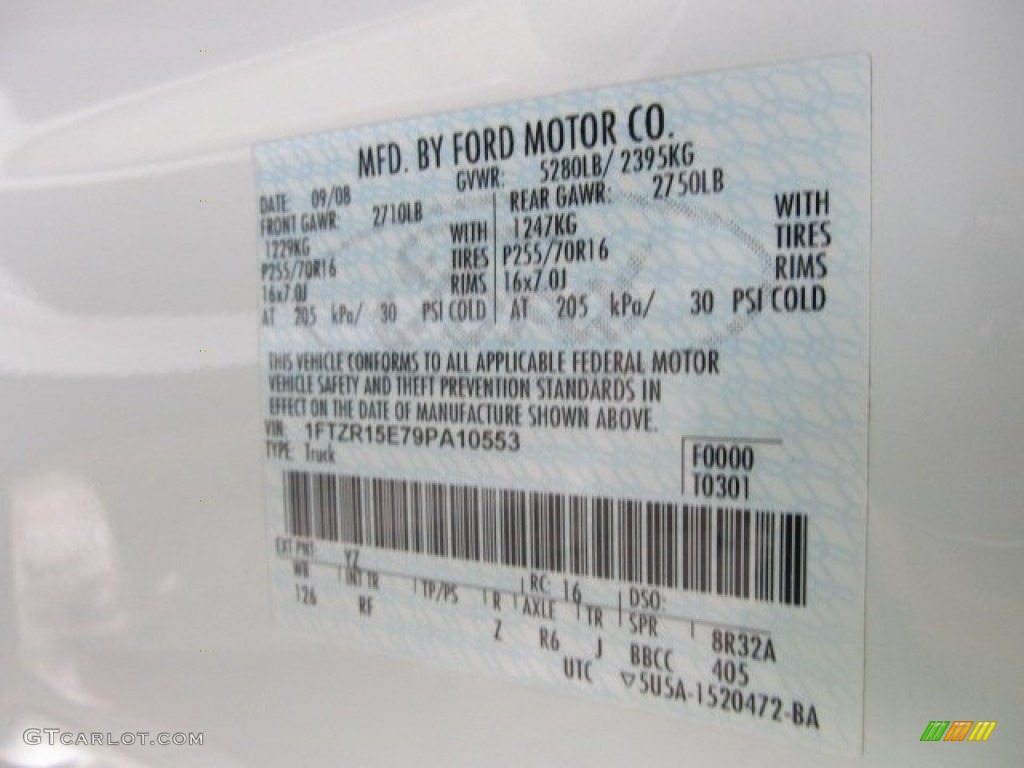 MFD. BY FORD MOTOR CO.
DATE: 09/08 GVWR: 5280LB/ 2395KG
FRONT GAWR: 2710LB REAR GAWR: 2750LB
1229KG WITH 1247KG WITH
P255/70R16 TIRES P255/70R16 TIRES
16x7.0J RIMS 16x7.0J RIMS
AT 205 kPa/ 30 PSI COLD AT 205 kPa/ 30 PSI COLD
THIS VEHICLE CONFORMS TO ALL APPLICABLE FEDERAL MOTOR
VEHICLE SAFETY AND THEFT PREVENTION STANDARDS IN
EFFECT ON THE DATE OF MANUFACTURE SHOWN ABOVE.
VIN: 1FTZR15E79PA10553
TYPE: Truck
F0000
T0301
EXT PNT: YZ RC: 16 DSO:
WB INT TR TP/PS R AXLE TR SPR 8R32A
126 RF Z R6 J BBCC 405
UTC ▽5U5A-1520472-BA
GTCARLOT.COM